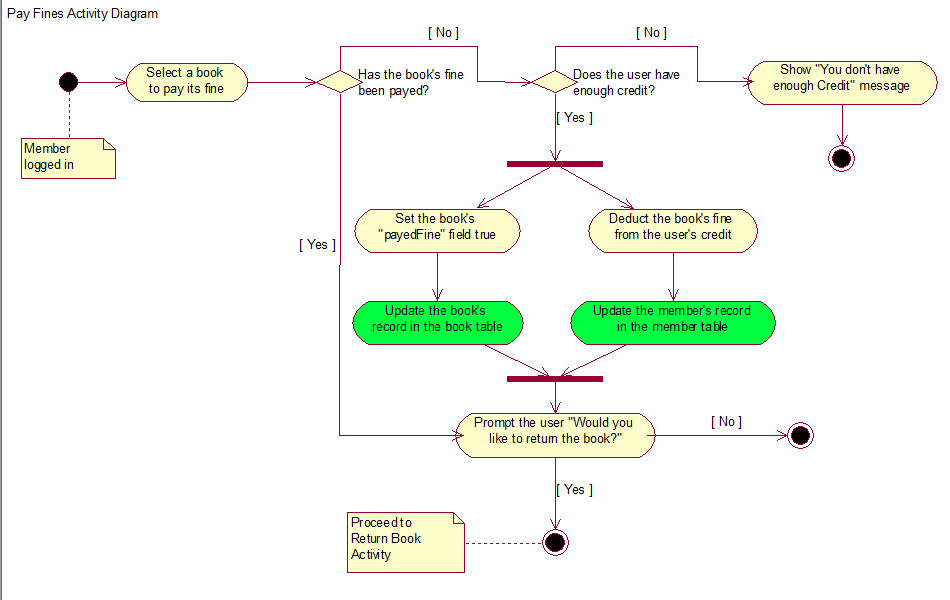 Pay Fines Activity Diagram
[ No ]
[ No ]
Select a book
to pay its fine
Has the book's fine
been payed?
Does the user have
enough credit?
Show "You don't have
enough Credit" message
[ Yes ]
Member
logged in
Set the book's
"payedFine" field true
Deduct the book's fine
from the user's credit
[ Yes ]
Update the book's
record in the book table
Update the member's record
in the member table
Prompt the user "Would you
like to return the book?"
[ No ]
[ Yes ]
Proceed to
Return Book
Activity